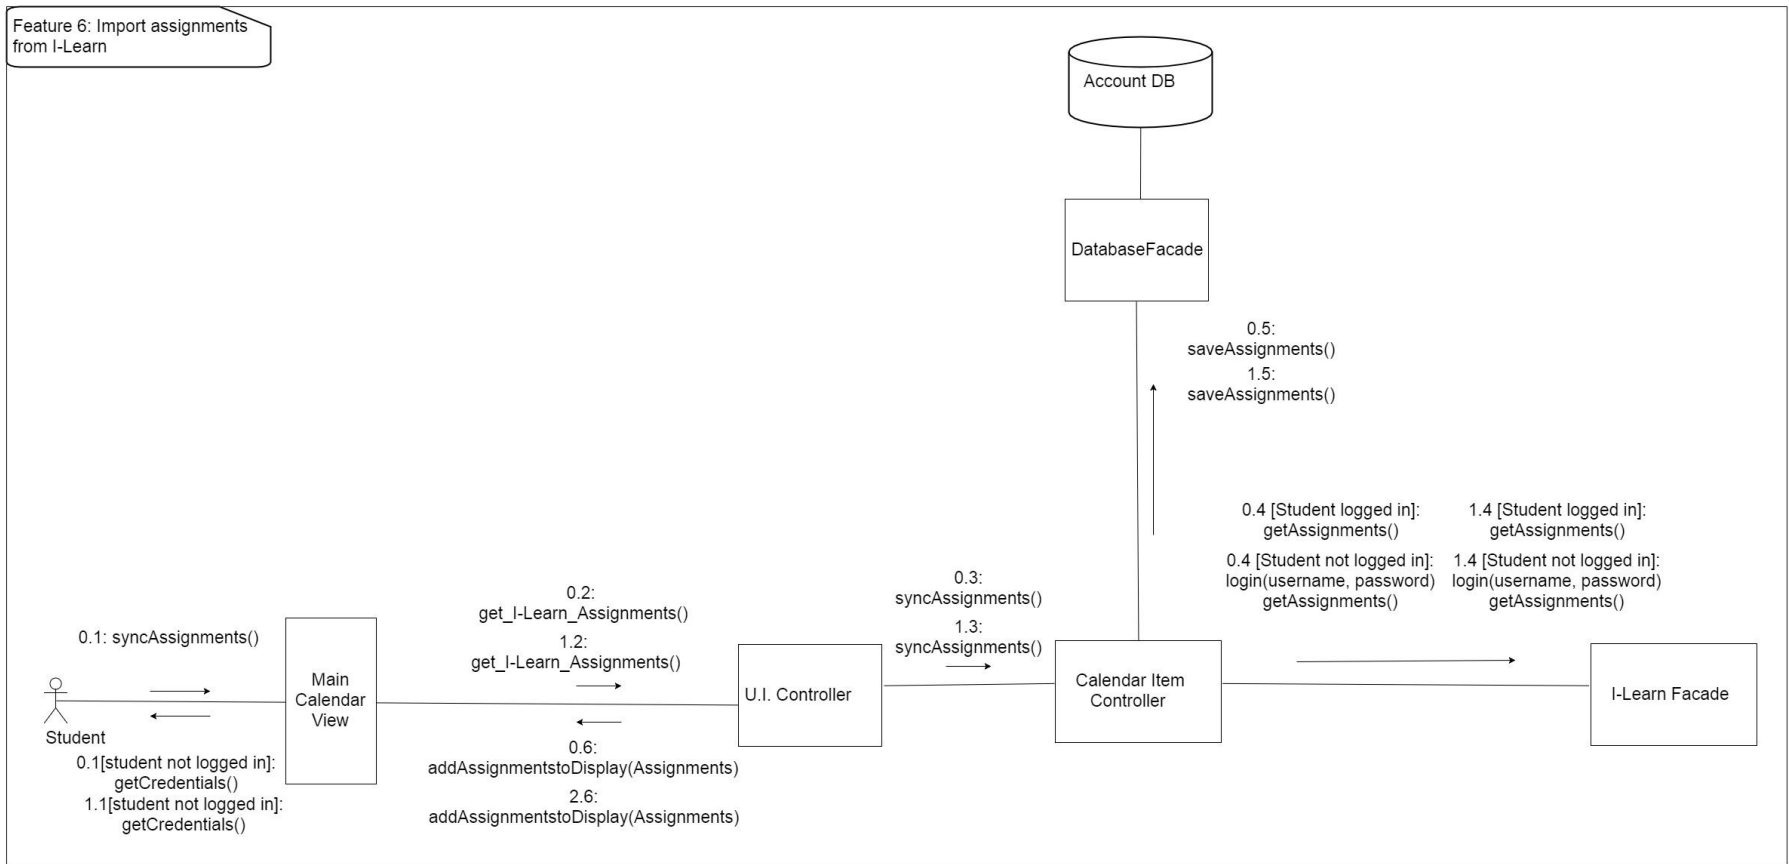 Feature 6: Import assignments
from I-Learn
Account DB
DatabaseFacade
0.5:
saveAssignments()
1.5:
saveAssignments()
0.4 [Student logged in]:
getAssignments()
0.4 [Student not logged in]:
login(username, password)
getAssignments()
1.4 [Student logged in]:
getAssignments()
1.4 [Student not logged in]:
login(username, password)
getAssignments()
0.1: syncAssignments()
Student
0.1[student not logged in]:
getCredentials()
1.1[student not logged in]:
getCredentials()
Main
Calendar
View
0.2:
get_I-Learn_Assignments()
1.2:
get_I-Learn_Assignments()
0.6:
addAssignmentstoDisplay(Assignments)
2.6:
addAssignmentstoDisplay(Assignments)
U.I. Controller
0.3:
syncAssignments()
1.3:
syncAssignments()
Calendar Item
Controller
I-Learn Facade